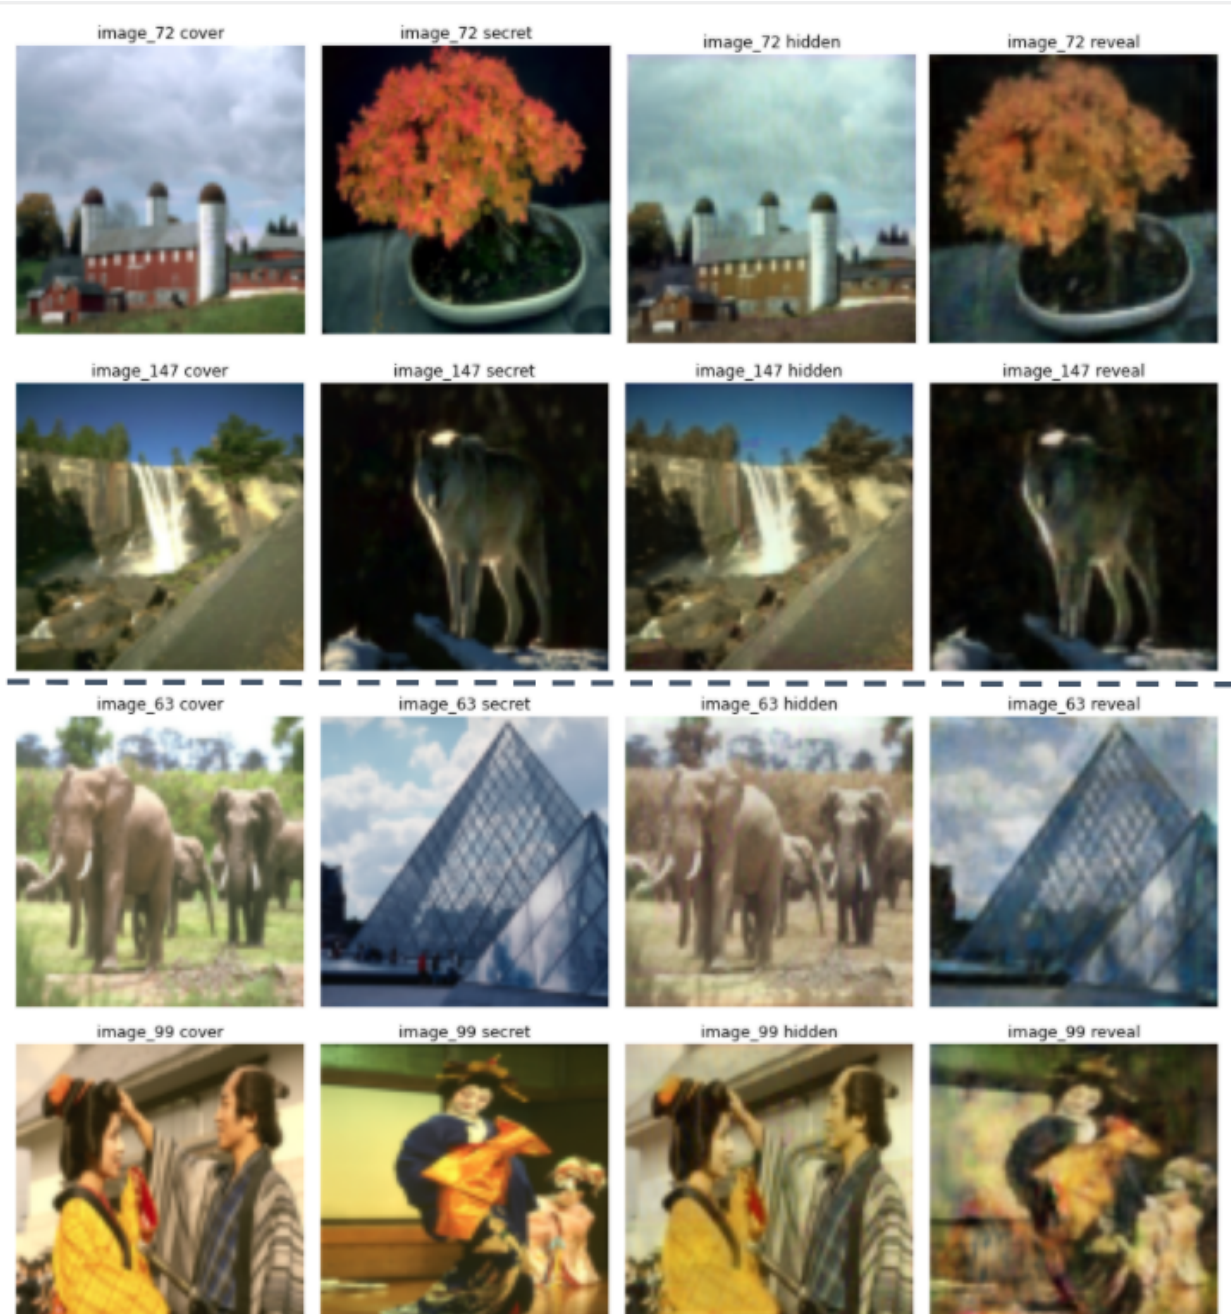 image_72 cover
image_72 secret
image_72 hidden
image_72 reveal
image_147 cover
image_147 secret
image_147 hidden
image_147 reveal
image_63 cover
image_63 secret
image_63 hidden
image_63 reveal
image_99 cover
image_99 secret
image_99 hidden
image_99 reveal